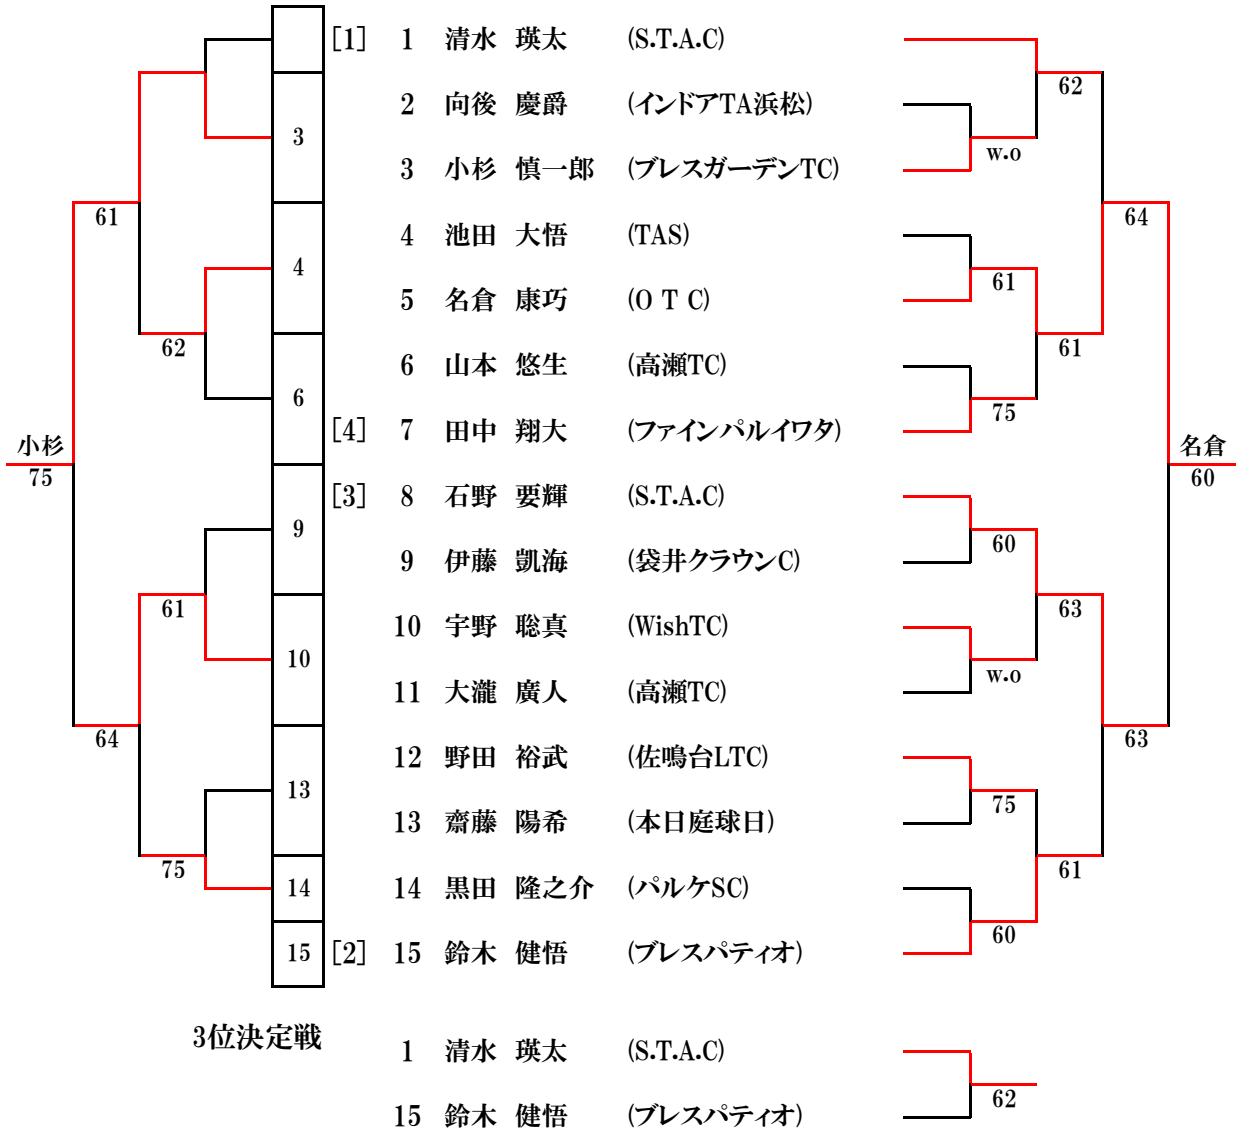 [1] 1 清水 瑛太 (S.T.A.C)
62
2 向後 慶爵 (インドアTA浜松)
3
w.o
3 小杉 慎一郎 (ブレスガーデンTC)
61
64
4 池田 大悟 (TAS)
4
61
5 名倉 康巧 (O T C)
62
61
6 山本 悠生 (高瀬TC)
6
75
[4] 7 田中 翔大 (ファインパルイワタ)
小杉
75
名倉
60
[3] 8 石野 要輝 (S.T.A.C)
9
60
9 伊藤 凱海 (袋井クラウンC)
61
63
10 宇野 聡真 (WishTC)
10
w.o
11 大瀧 廣人 (高瀬TC)
64
63
12 野田 裕武 (佐鳴台LTC)
13
75
13 齋藤 陽希 (本日庭球日)
75
61
14
14 黒田 隆之介 (パルケSC)
60
15 [2] 15 鈴木 健悟 (ブレスパティオ)
3位決定戦
1 清水 瑛太 (S.T.A.C)
62
15 鈴木 健悟 (ブレスパティオ)